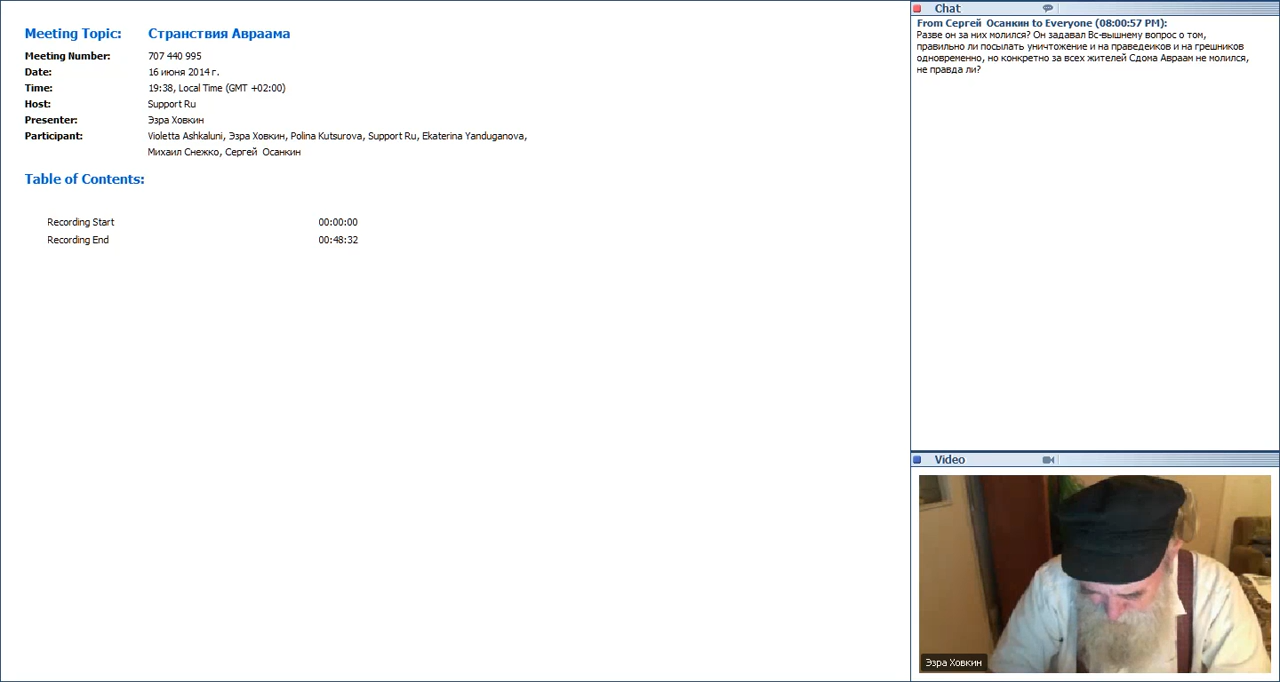 Meeting Topic: Странствия Авраама
Meeting Number: 707 440 995
Date: 16 июня 2014 г.
Time: 19:38, Local Time (GMT +02:00)
Host: Support Ru
Presenter: Эзра Ховкин
Participant: Violetta Ashkaluni, Эзра Ховкин, Polina Kutsurova, Support Ru, Ekaterina Yanduganova,
Михаил Снежко, Сергей Осанкин
Table of Contents:
Recording Start 00:00:00
Recording End 00:48:32
Chat
From Сергей Осанкин to Everyone (08:00:57 PM):
Разве он за них молился? Он задавал Вс-вышнему вопрос о том,
правильно ли посылать уничтожение и на праведеиков и на грешников
одновременно, но конкретно за всех жителей Сдома Авраам не молился,
не правда ли?
Video
Эзра Ховкин